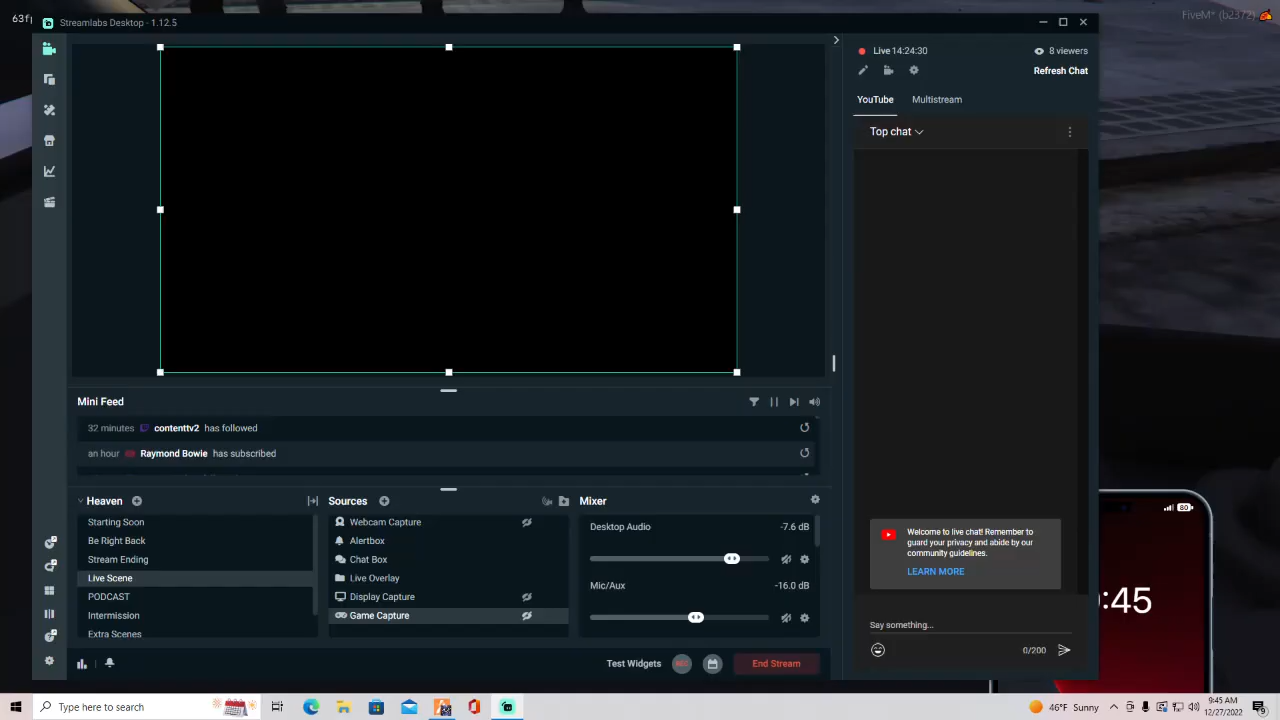 63f
FiveM* (b2372)
Streamlabs Desktop - 1.12.5
Live 14:24:30
8 viewers
Refresh Chat
YouTube
Multistream
Top chat
Mini Feed
32 minutes contenttv2 has followed
an hour Raymond Bowie has subscribed
Heaven
Sources
Mixer
Starting Soon
Be Right Back
Stream Ending
Live Scene
PODCAST
Intermission
Extra Scenes
Webcam Capture
Alertbox
Chat Box
Live Overlay
Display Capture
Game Capture
Desktop Audio
-7.6 dB
Mic/Aux
-16.0 dB
Welcome to live chat! Remember to
guard your privacy and abide by our
community guidelines.
LEARN MORE
Say something...
0/200
Test Widgets
REC
End Stream
80
:45
Type here to search
46°F Sunny
9:45 AM
12/27/2022
9